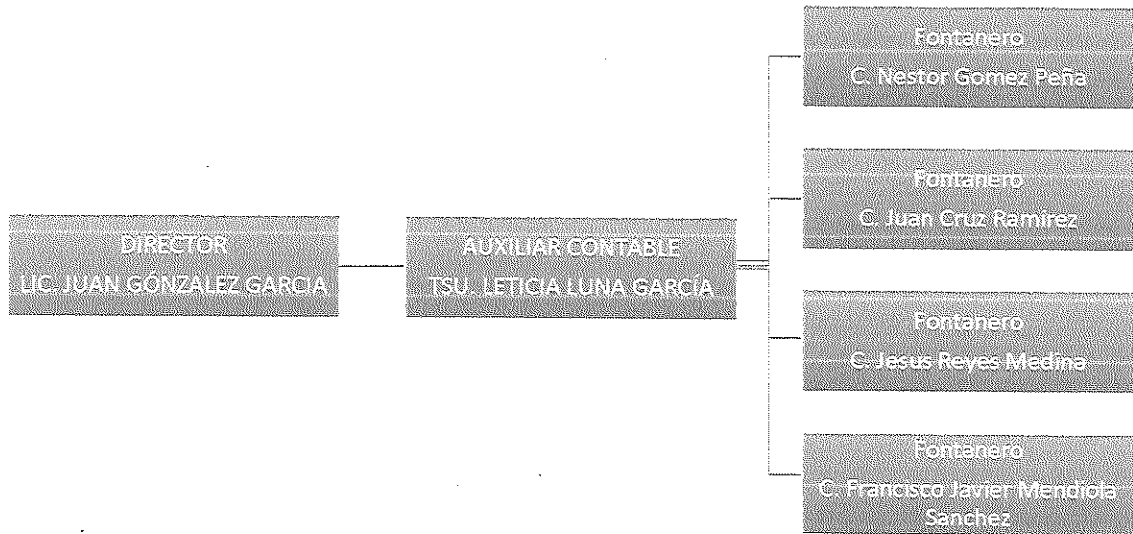 DIRECTOR
LIC. JUAN GÓNZALEZ GARCIA
AUXILIAR CONTABLE
TSU. LETICIA LUNA GARCÍA
Fontanero
C. Nestor Gomez Peña
Fontanero
C. Juan Cruz Ramirez
Fontanero
C. Jesus Reyes Medina
Fontanero
C. Francisco Javier Mendiola
Sanchez